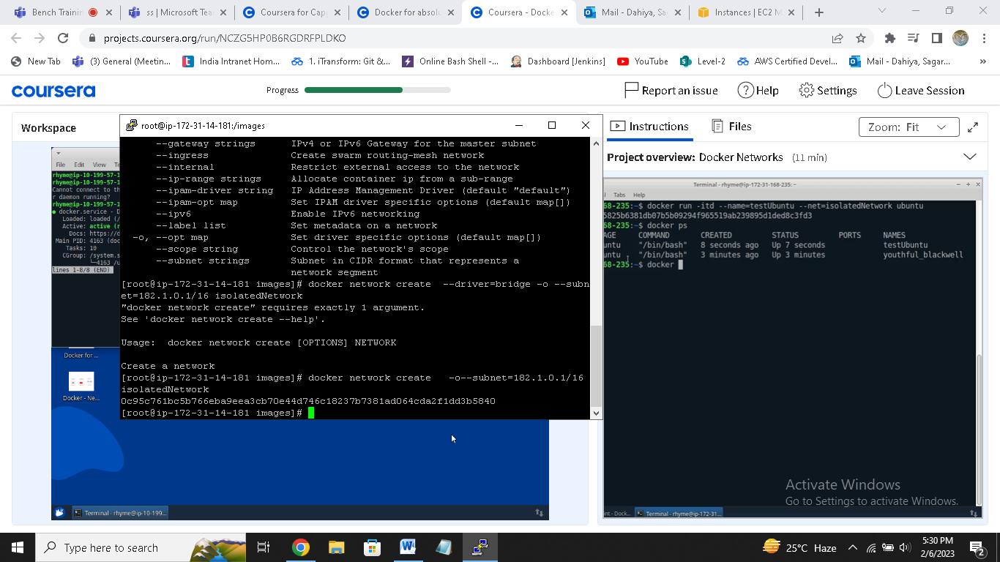 Bench Trainin
ss | Microsoft Tea
Coursera for Cap
Docker for absolu
Coursera - Docke
Mail - Dahiya, Sag
Instances | EC2 M
projects.coursera.org/run/NCZG5HP0B6RGDRFPLDKO
New Tab
(3) General (Meetin...
India Intranet Hom...
1. iTransform: Git &...
Online Bash Shell -...
Dashboard [Jenkins]
YouTube
Level-2
AWS Certified Devel...
Mail - Dahiya, Sagar...
coursera
Progress
Report an issue
Help
Settings
Leave Session
Workspace
File Edit View Te
rhyme@ip-10-199-57-1
rhyme@ip-10-199-57-1
Cannot connect to th
r daemon running?
rhyme@ip-10-199-57-1
● docker.service - D
Loaded: loaded (/
Active: active (r
Docs: https://d
Main PID: 4163 (doc
Tasks: 10
CGroup: /system.s
└─4163 /u
lines 1-8/8 (END)
Docker for ...
Docker - Ne...
Terminal - rhyme@ip-10-199...
root@ip-172-31-14-181:/images
--gateway strings IPv4 or IPv6 Gateway for the master subnet
--ingress Create swarm routing-mesh network
--internal Restrict external access to the network
--ip-range strings Allocate container ip from a sub-range
--ipam-driver string IP Address Management Driver (default "default")
--ipam-opt map Set IPAM driver specific options (default map[])
--ipv6 Enable IPv6 networking
--label list Set metadata on a network
-o, --opt map Set driver specific options (default map[])
--scope string Control the network's scope
--subnet strings Subnet in CIDR format that represents a
network segment
[root@ip-172-31-14-181 images]# docker network create  --driver=bridge -o --subn
et=182.1.0.1/16 isolatedNetwork
"docker network create" requires exactly 1 argument.
See 'docker network create --help'.
Usage:  docker network create [OPTIONS] NETWORK
Create a network
[root@ip-172-31-14-181 images]# docker network create   -o--subnet=182.1.0.1/16
isolatedNetwork
0c95c761bc5b766eba9eea3cb70e44d746c18237b7381ad064cda2f1dd3b5840
[root@ip-172-31-14-181 images]#
Instructions
Files
Zoom: Fit
Project overview: Docker Networks (11 min)
Terminal - rhyme@ip-172-31-168-235: ~
l Tabs Help
68-235:~$ docker run -itd --name=testUbuntu --net=isolatedNetwork ubuntu
5825b6381db07b5b09294f965519ab239895d1ded8c3fd3
68-235:~$ docker ps
AGE COMMAND CREATED STATUS PORTS NAMES
untu "/bin/bash" 8 seconds ago Up 7 seconds testUbuntu
untu "/bin/bash" 3 minutes ago Up 3 minutes youthful_blackwell
68-235:~$ docker
Activate Windows
Go to Settings to activate Windows.
nt - Dock...
Terminal - rhyme@ip-172-31...
Type here to search
25°C Haze
5:30 PM
2/6/2023
2